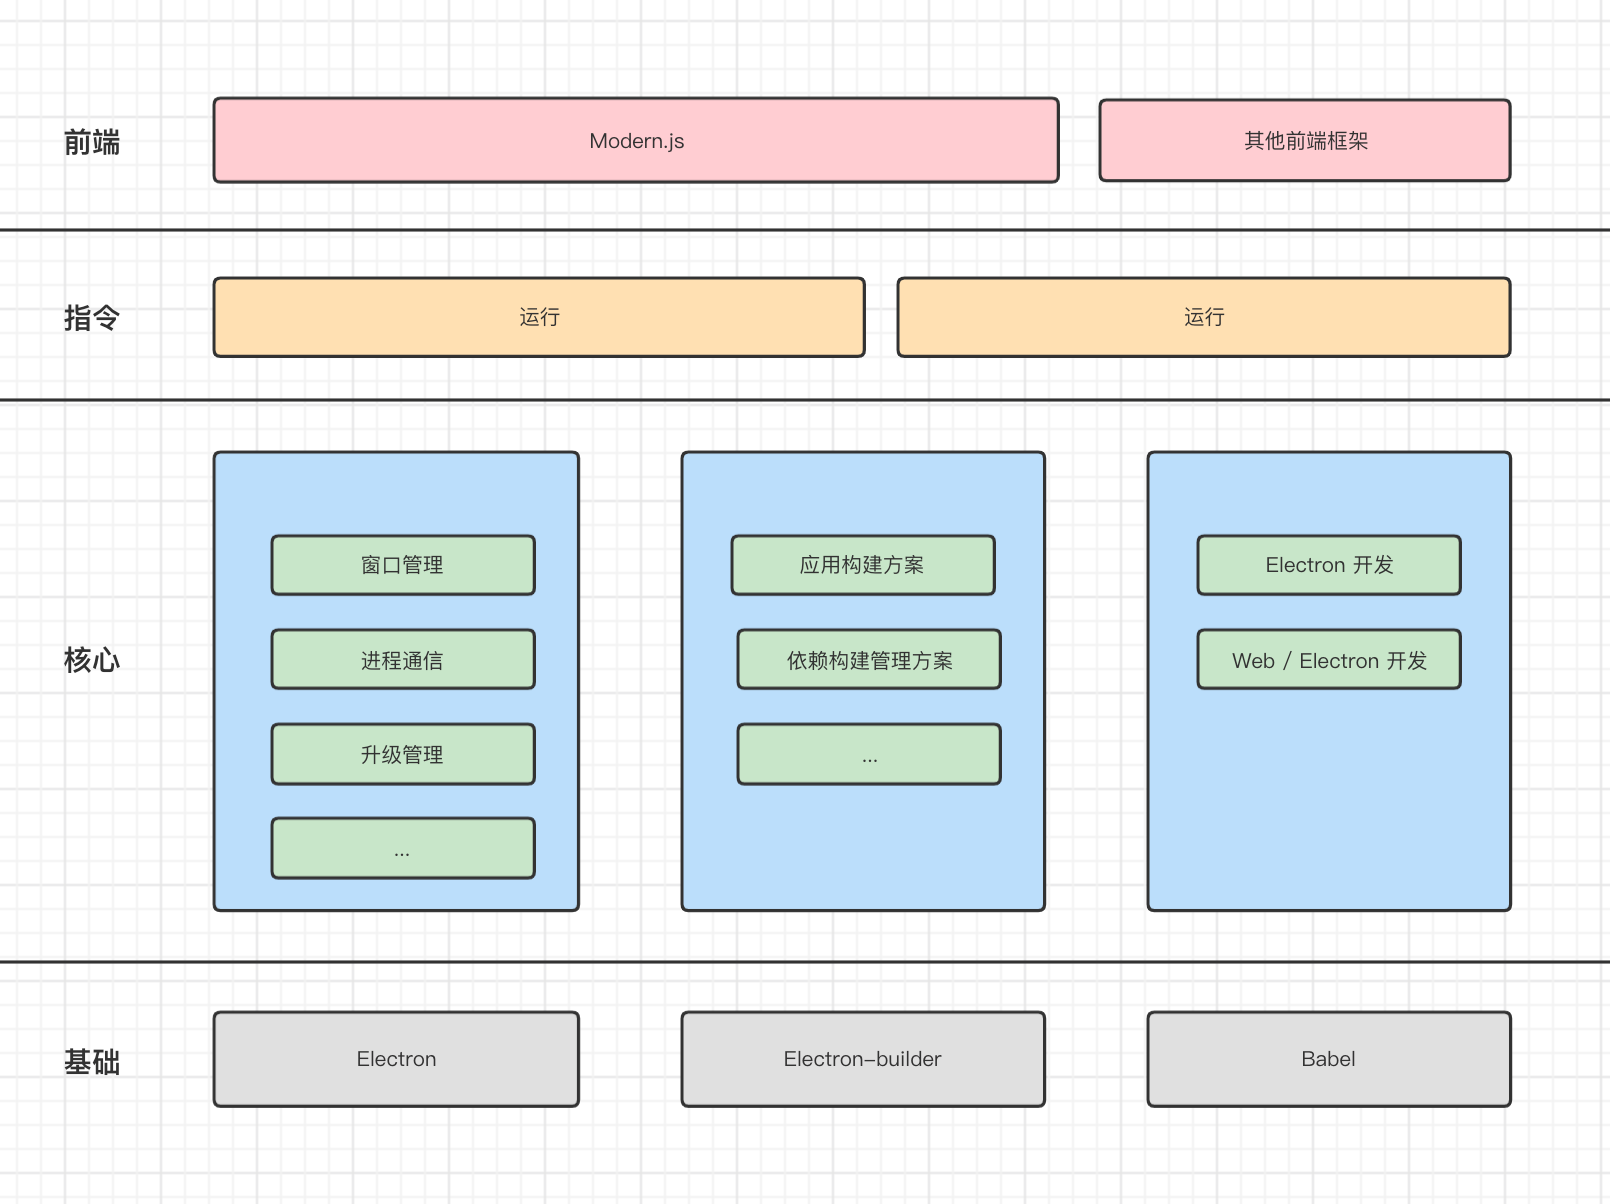 前端
Modern.js
其他前端框架
指令
运行
运行
核心
窗口管理
进程通信
升级管理
...
应用构建方案
依赖构建管理方案
...
Electron 开发
Web / Electron 开发
基础
Electron
Electron-builder
Babel